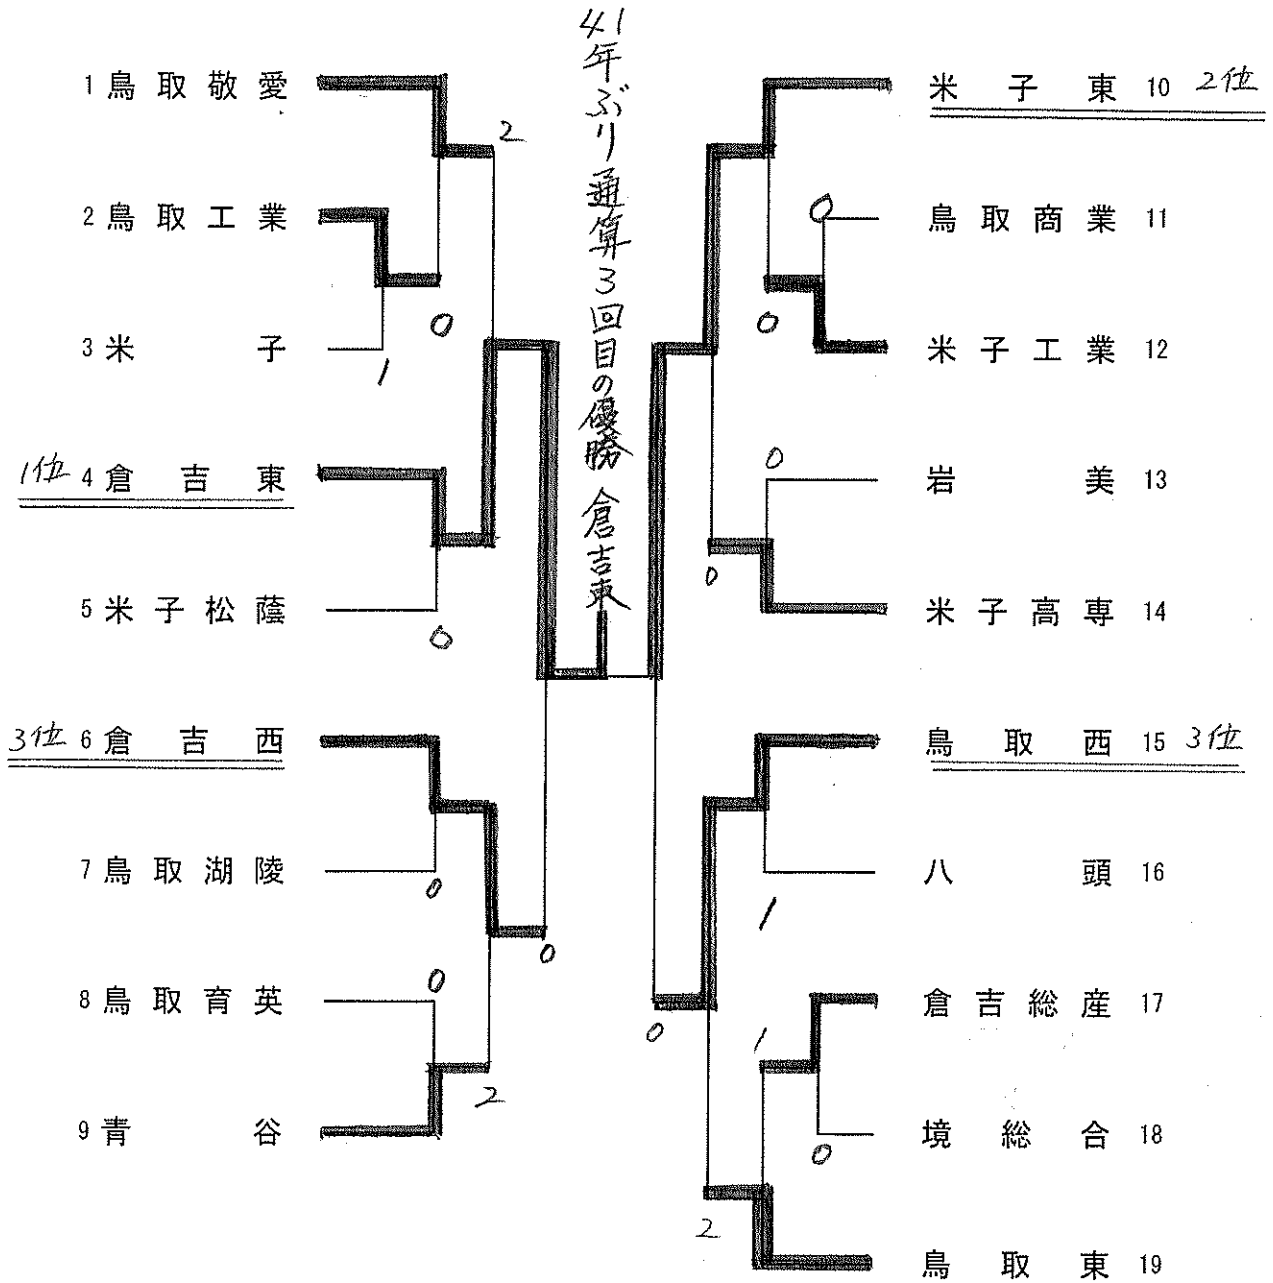 41年ぶり通算3回目の優勝 倉吉東
1 鳥取敬愛
2
2 鳥取工業
0
3 米子
1
1位 4 倉吉東
5 米子松蔭
0
3位 6 倉吉西
7 鳥取湖陵
0
0
8 鳥取育英
0
2
9 青谷
米子東 10 2位
0
鳥取商業 11
0
米子工業 12
0
岩美 13
0
米子高専 14
鳥取西 15 3位
八頭 16
1
倉吉総産 17
0
1
境総合 18
0
2
鳥取東 19